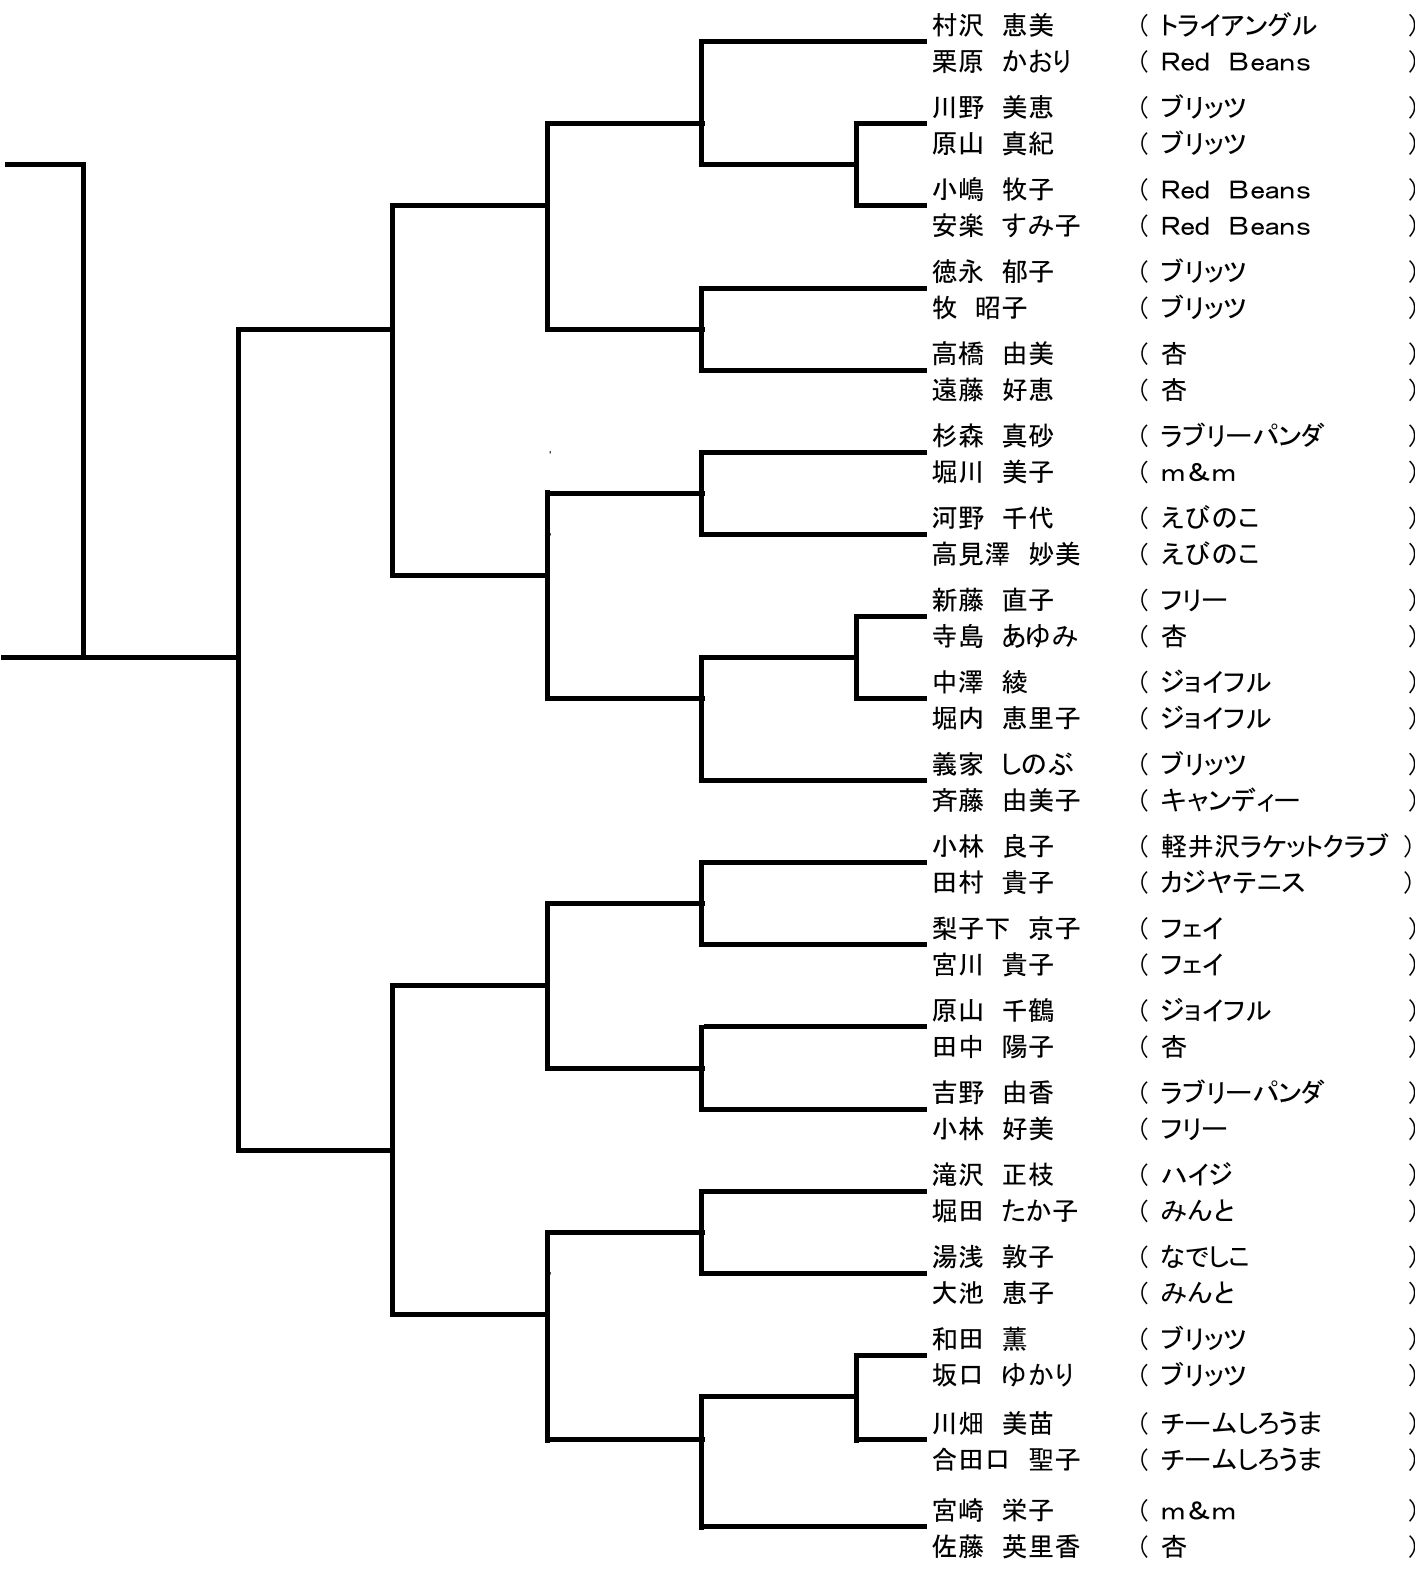 村沢 恵美 ( トライアングル )
栗原 かおり ( Red Beans )
川野 美恵 ( ブリッツ )
原山 真紀 ( ブリッツ )
小嶋 牧子 ( Red Beans )
安楽 すみ子 ( Red Beans )
徳永 郁子 ( ブリッツ )
牧 昭子 ( ブリッツ )
高橋 由美 ( 杏 )
遠藤 好恵 ( 杏 )
杉森 真砂 ( ラブリーパンダ )
堀川 美子 ( m&m )
河野 千代 ( えびのこ )
高見澤 妙美 ( えびのこ )
新藤 直子 ( フリー )
寺島 あゆみ ( 杏 )
中澤 綾 ( ジョイフル )
堀内 恵里子 ( ジョイフル )
義家 しのぶ ( ブリッツ )
斉藤 由美子 ( キャンディー )
小林 良子 ( 軽井沢ラケットクラブ )
田村 貴子 ( カジヤテニス )
梨子下 京子 ( フェイ )
宮川 貴子 ( フェイ )
原山 千鶴 ( ジョイフル )
田中 陽子 ( 杏 )
吉野 由香 ( ラブリーパンダ )
小林 好美 ( フリー )
滝沢 正枝 ( ハイジ )
堀田 たか子 ( みんと )
湯浅 敦子 ( なでしこ )
大池 恵子 ( みんと )
和田 薫 ( ブリッツ )
坂口 ゆかり ( ブリッツ )
川畑 美苗 ( チームしろうま )
合田口 聖子 ( チームしろうま )
宮崎 栄子 ( m&m )
佐藤 英里香 ( 杏 )